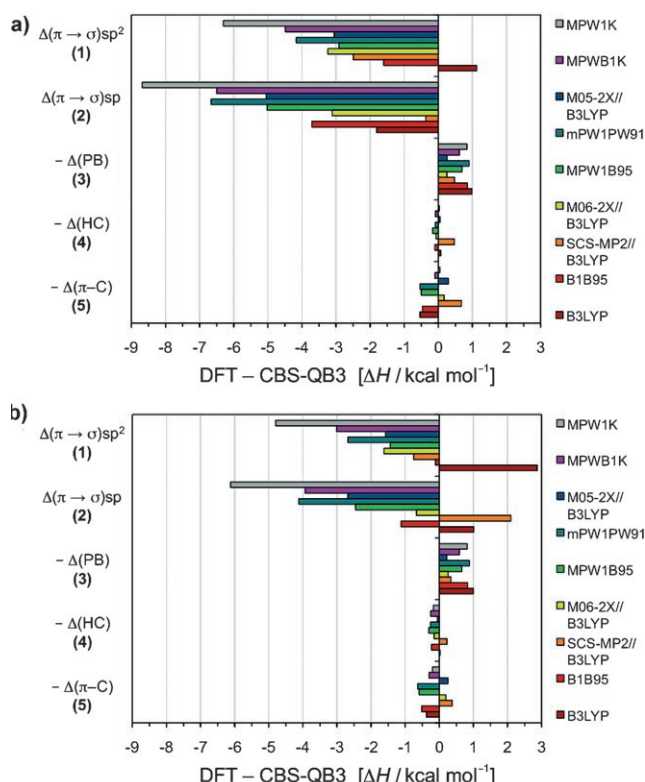 a)
Δ(π → σ)sp²
(1)
Δ(π → σ)sp
(2)
– Δ(PB)
(3)
– Δ(HC)
(4)
– Δ(π–C)
(5)
-9 -8 -7 -6 -5 -4 -3 -2 -1 0 1 2 3
DFT – CBS-QB3 [ΔH / kcal mol⁻¹]
MPW1K
MPWB1K
M05-2X//
B3LYP
mPW1PW91
MPW1B95
M06-2X//
B3LYP
SCS-MP2//
B3LYP
B1B95
B3LYP
b)
Δ(π → σ)sp²
(1)
Δ(π → σ)sp
(2)
– Δ(PB)
(3)
– Δ(HC)
(4)
– Δ(π–C)
(5)
-9 -8 -7 -6 -5 -4 -3 -2 -1 0 1 2 3
DFT – CBS-QB3 [ΔH / kcal mol⁻¹]
MPW1K
MPWB1K
M05-2X//
B3LYP
mPW1PW91
MPW1B95
M06-2X//
B3LYP
SCS-MP2//
B3LYP
B1B95
B3LYP